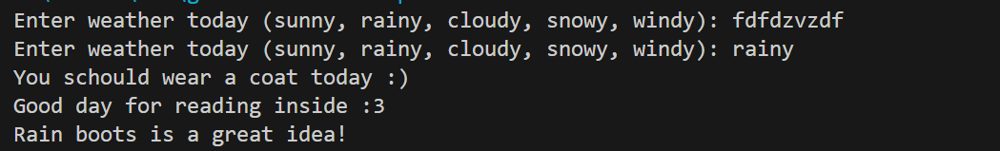 Enter weather today (sunny, rainy, cloudy, snowy, windy): fdfdzvzdf
Enter weather today (sunny, rainy, cloudy, snowy, windy): rainy
You schould wear a coat today :)
Good day for reading inside :3
Rain boots is a great idea!